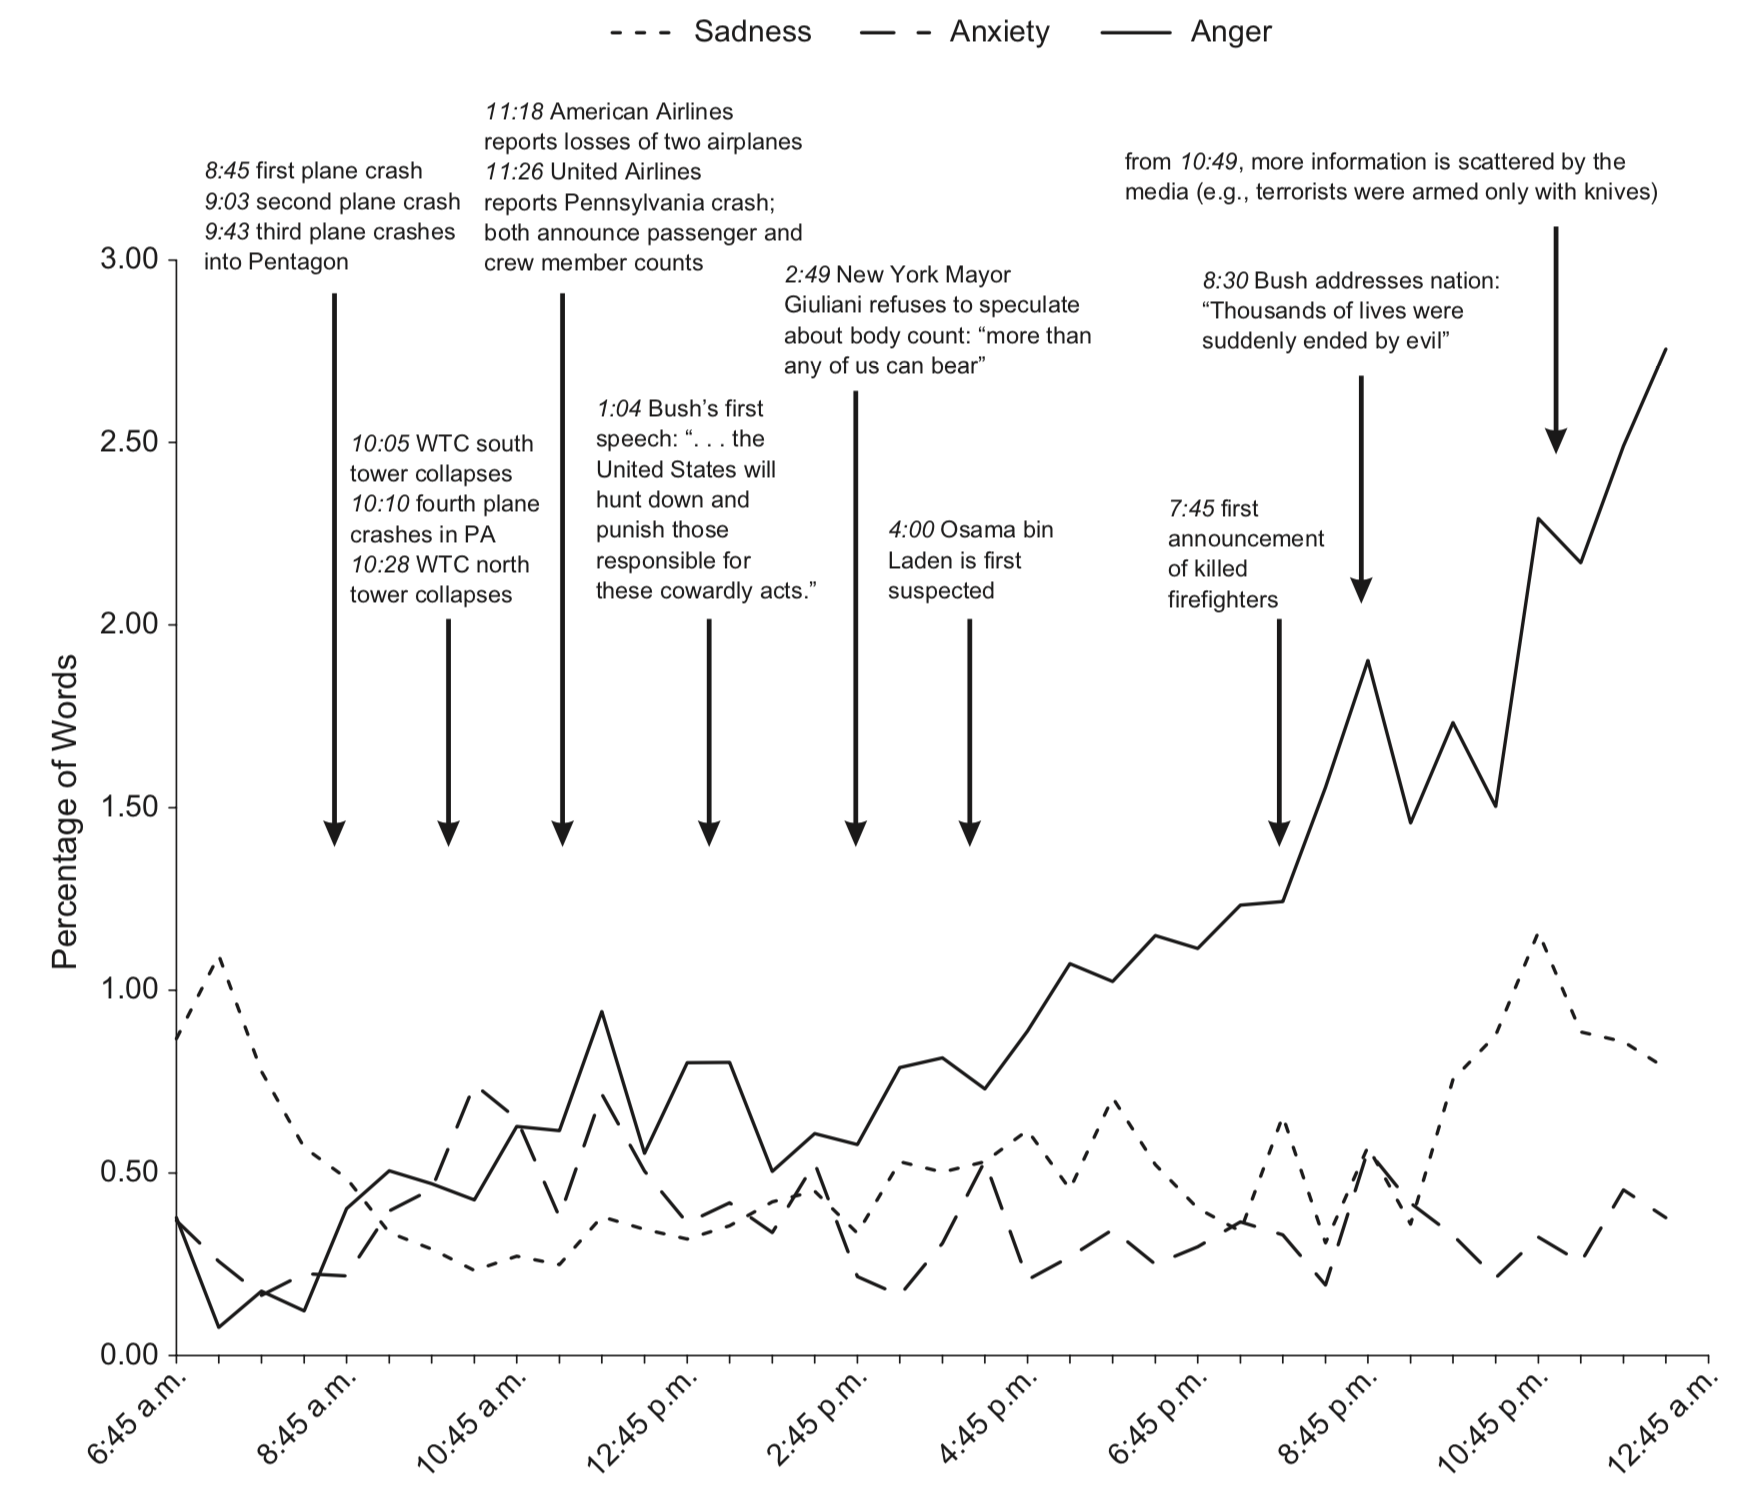 Sadness Anxiety Anger
11:18 American Airlines
reports losses of two airplanes
11:26 United Airlines
reports Pennsylvania crash;
both announce passenger and
crew member counts
8:45 first plane crash
9:03 second plane crash
9:43 third plane crashes
into Pentagon
from 10:49, more information is scattered by the
media (e.g., terrorists were armed only with knives)
2:49 New York Mayor
Giuliani refuses to speculate
about body count: “more than
any of us can bear”
8:30 Bush addresses nation:
“Thousands of lives were
suddenly ended by evil”
10:05 WTC south
tower collapses
10:10 fourth plane
crashes in PA
10:28 WTC north
tower collapses
1:04 Bush’s first
speech: “. . . the
United States will
hunt down and
punish those
responsible for
these cowardly acts.”
4:00 Osama bin
Laden is first
suspected
7:45 first
announcement
of killed
firefighters
Percentage of Words
3.00
2.50
2.00
1.50
1.00
0.50
0.00
6:45 a.m.
8:45 a.m.
10:45 a.m.
12:45 p.m.
2:45 p.m.
4:45 p.m.
6:45 p.m.
8:45 p.m.
10:45 p.m.
12:45 a.m.